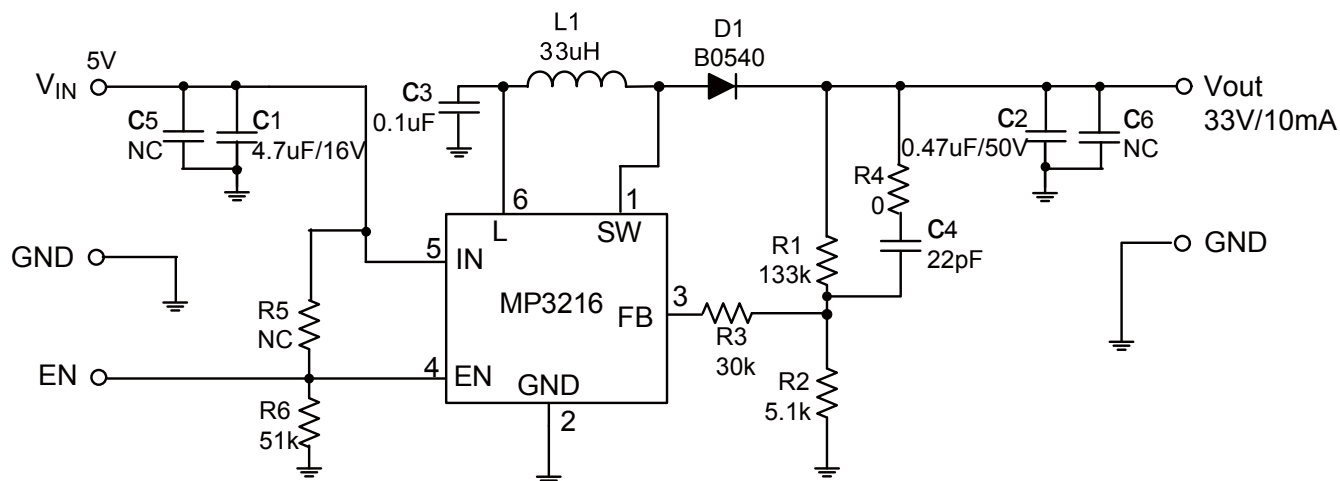 5V
V_IN
C5
NC
C1
4.7uF/16V
C3
0.1uF
L1
33uH
D1
B0540
Vout
33V/10mA
C2
0.47uF/50V
C6
NC
R4
0
C4
22pF
R1
133k
6
L
1
SW
5
IN
MP3216
FB
3
R3
30k
GND
GND
R5
NC
EN
4
EN
GND
2
R2
5.1k
R6
51k